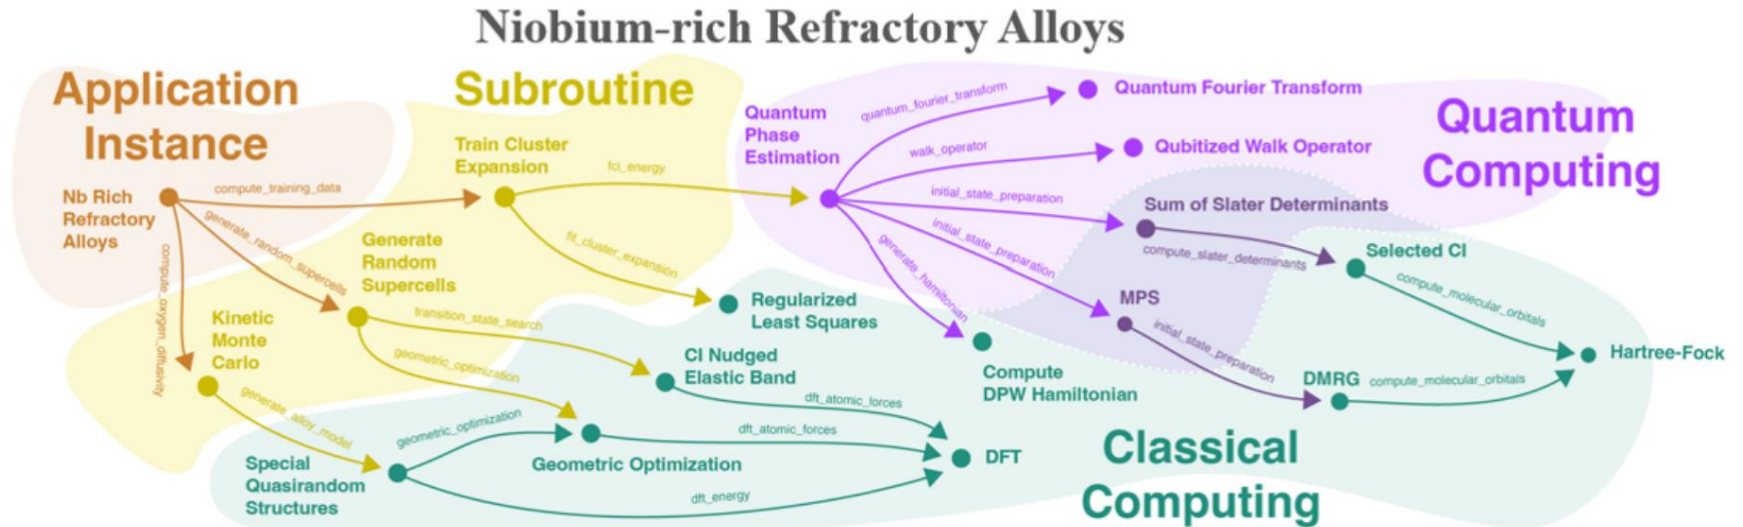 Niobium-rich Refractory Alloys
Application
Instance
Nb Rich
Refractory
Alloys
compute_training_data
generate_random_supercells
compute_oxygen_diffusivity
Subroutine
Train Cluster
Expansion
fci_energy
fit_cluster_expansion
Generate
Random
Supercells
transition_state_search
geometric_optimization
Kinetic
Monte
Carlo
generate_alloy_model
Quantum
Phase
Estimation
quantum_fourier_transform
walk_operator
initial_state_preparation
initial_state_preparation
generate_hamiltonian
Quantum Fourier Transform
Qubitized Walk Operator
Quantum
Computing
Sum of Slater Determinants
compute_slater_determinants
MPS
initial_state_preparation
Selected CI
compute_molecular_orbitals
Hartree-Fock
DMRG
compute_molecular_orbitals
Regularized
Least Squares
CI Nudged
Elastic Band
dft_atomic_forces
Compute
DPW Hamiltonian
Special
Quasirandom
Structures
geometric_optimization
Geometric Optimization
dft_atomic_forces
dft_energy
DFT
Classical
Computing